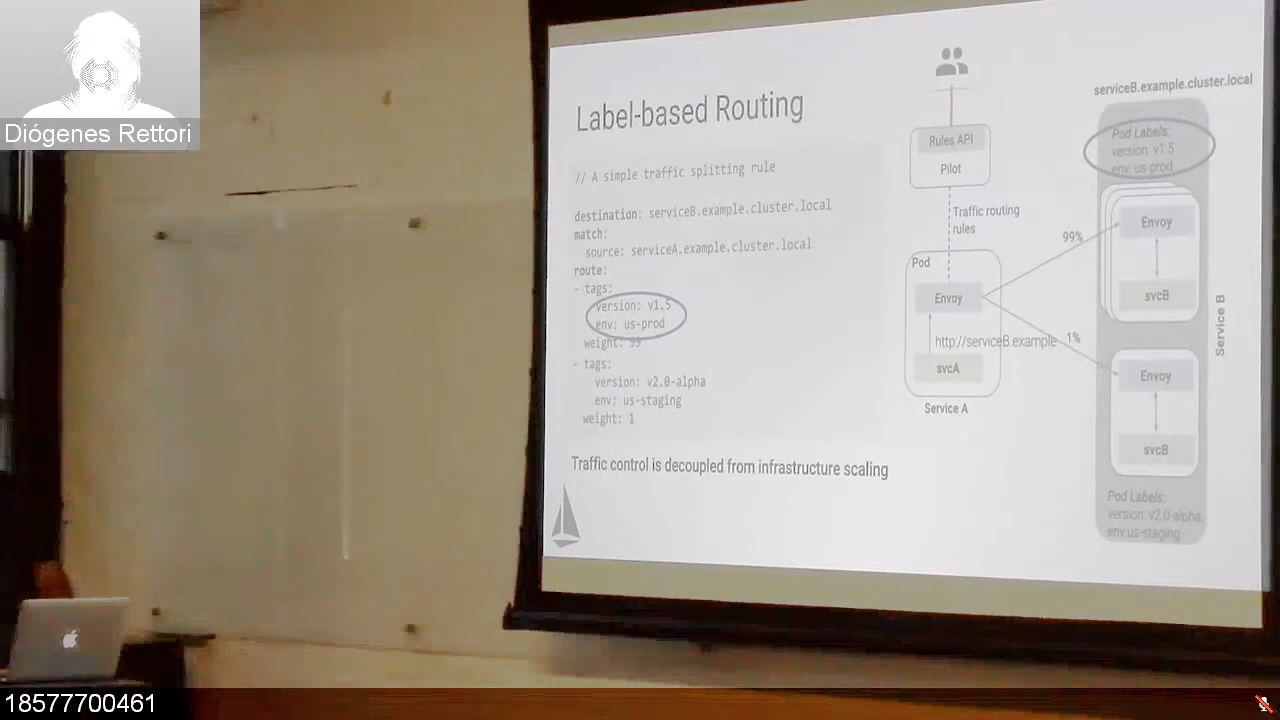 Diógenes Rettori
Label-based Routing
// A simple traffic splitting rule
destination: serviceB.example.cluster.local
match:
source: serviceA.example.cluster.local
route:
- tags:
version: v1.5
env: us-prod
weight: 99
- tags:
version: v2.0-alpha
env: us-staging
weight: 1
Traffic control is decoupled from infrastructure scaling
Rules API
Pilot
Traffic routing
rules
Pod
Envoy
http://serviceB.example
svcA
Service A
99%
1%
serviceB.example.cluster.local
Pod Labels:
version: v1.5
env: us-prod
Envoy
svcB
Service B
Envoy
svcB
Pod Labels:
version: v2.0-alpha,
env:us-staging
18577700461